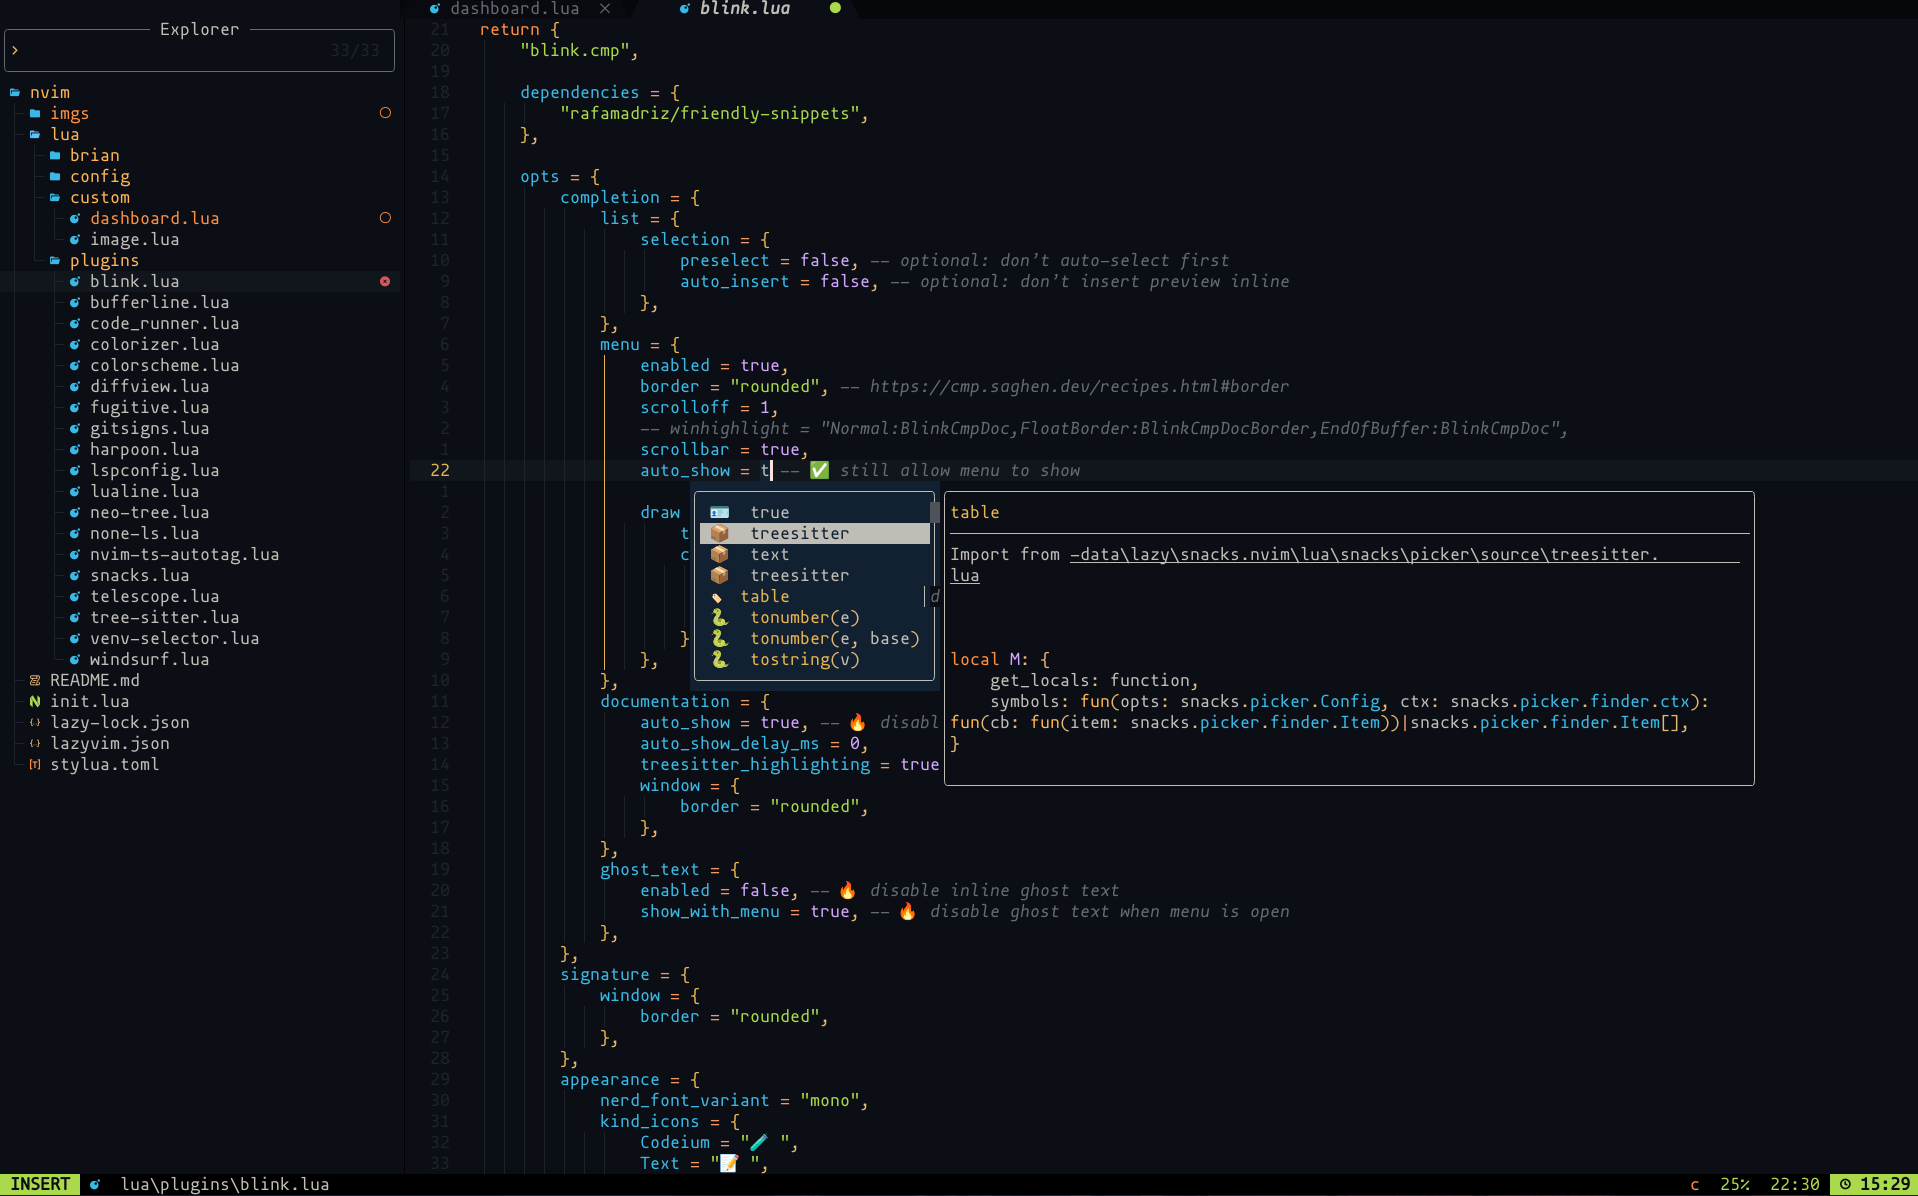 dashboard.lua ×
blink.lua
Explorer
> 33/33
nvim
imgs
lua
brian
config
custom
dashboard.lua
image.lua
plugins
blink.lua
bufferline.lua
code_runner.lua
colorizer.lua
colorscheme.lua
diffview.lua
fugitive.lua
gitsigns.lua
harpoon.lua
lspconfig.lua
lualine.lua
neo-tree.lua
none-ls.lua
nvim-ts-autotag.lua
snacks.lua
telescope.lua
tree-sitter.lua
venv-selector.lua
windsurf.lua
README.md
init.lua
lazy-lock.json
lazyvim.json
stylua.toml
21 return {
20 "blink.cmp",
19
18 dependencies = {
17 "rafamadriz/friendly-snippets",
16 },
15
14 opts = {
13 completion = {
12 list = {
11 selection = {
10 preselect = false, -- optional: don’t auto-select first
9 auto_insert = false, -- optional: don’t insert preview inline
8 },
7 },
6 menu = {
5 enabled = true,
4 border = "rounded", -- https://cmp.saghen.dev/recipes.html#border
3 scrolloff = 1,
2 -- winhighlight = "Normal:BlinkCmpDoc,FloatBorder:BlinkCmpDocBorder,EndOfBuffer:BlinkCmpDoc",
1 scrollbar = true,
22 auto_show = t -- ✅ still allow menu to show
1
2 draw
3 t
4 c
5
6 d
7
8 }
9 },
10 },
11 documentation = {
12 auto_show = true, -- 🔥 disabl
13 auto_show_delay_ms = 0,
14 treesitter_highlighting = true
15 window = {
16 border = "rounded",
17 },
18 },
19 ghost_text = {
20 enabled = false, -- 🔥 disable inline ghost text
21 show_with_menu = true, -- 🔥 disable ghost text when menu is open
22 },
23 },
24 signature = {
25 window = {
26 border = "rounded",
27 },
28 },
29 appearance = {
30 nerd_font_variant = "mono",
31 kind_icons = {
32 Codeium = "🧪 ",
33 Text = "📝 ",
true
treesitter
text
treesitter
table
tonumber(e)
tonumber(e, base)
tostring(v)
table
Import from -data\lazy\snacks.nvim\lua\snacks\picker\source\treesitter.
lua
local M: {
get_locals: function,
symbols: fun(opts: snacks.picker.Config, ctx: snacks.picker.finder.ctx):
fun(cb: fun(item: snacks.picker.finder.Item))|snacks.picker.finder.Item[],
}
INSERT lua\plugins\blink.lua c 25% 22:30 15:29